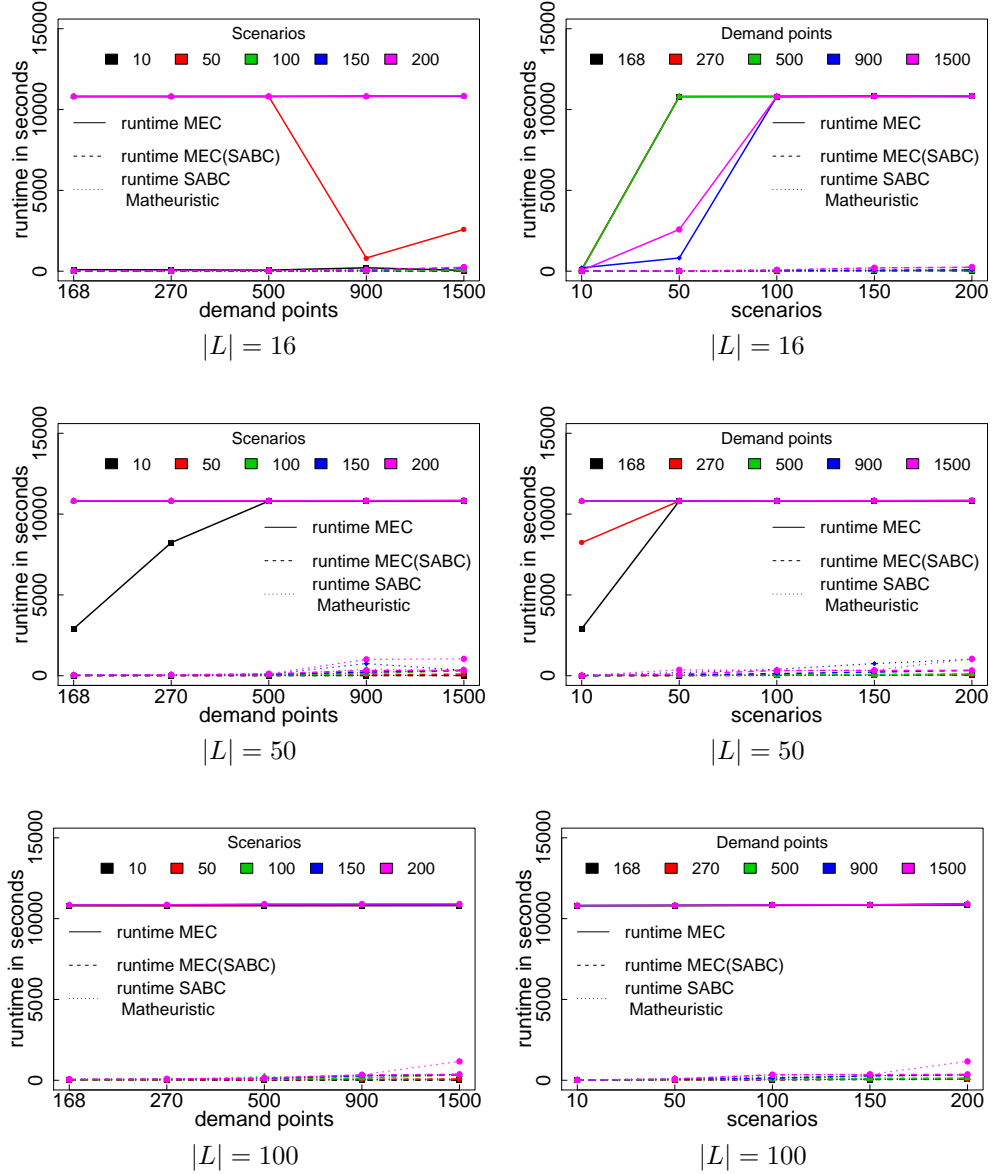 15000
10000
5000
0
runtime in seconds
Scenarios
10 50 100 150 200
runtime MEC
runtime MEC(SABC)
runtime SABC
Matheuristic
168 270 500 900 1500
demand points
|L| = 16
15000
10000
5000
0
runtime in seconds
Demand points
168 270 500 900 1500
runtime MEC
runtime MEC(SABC)
runtime SABC
Matheuristic
10 50 100 150 200
scenarios
|L| = 16
15000
10000
5000
0
runtime in seconds
Scenarios
10 50 100 150 200
runtime MEC
runtime MEC(SABC)
runtime SABC
Matheuristic
168 270 500 900 1500
demand points
|L| = 50
15000
10000
5000
0
runtime in seconds
Demand points
168 270 500 900 1500
runtime MEC
runtime MEC(SABC)
runtime SABC
Matheuristic
10 50 100 150 200
scenarios
|L| = 50
15000
10000
5000
0
runtime in seconds
Scenarios
10 50 100 150 200
runtime MEC
runtime MEC(SABC)
runtime SABC
Matheuristic
168 270 500 900 1500
demand points
|L| = 100
15000
10000
5000
0
runtime in seconds
Demand points
168 270 500 900 1500
runtime MEC
runtime MEC(SABC)
runtime SABC
Matheuristic
10 50 100 150 200
scenarios
|L| = 100